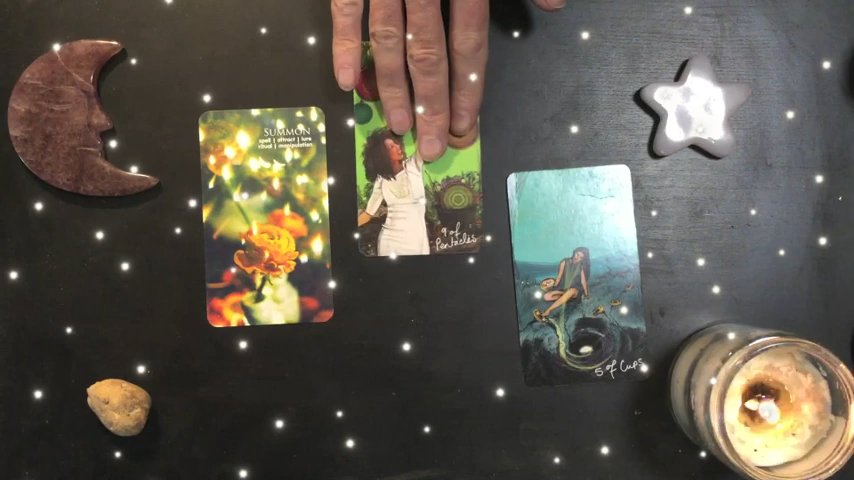 SUMMON
spell | attract | lure
ritual | manipulation
9 of
Pentacles
5 of Cups